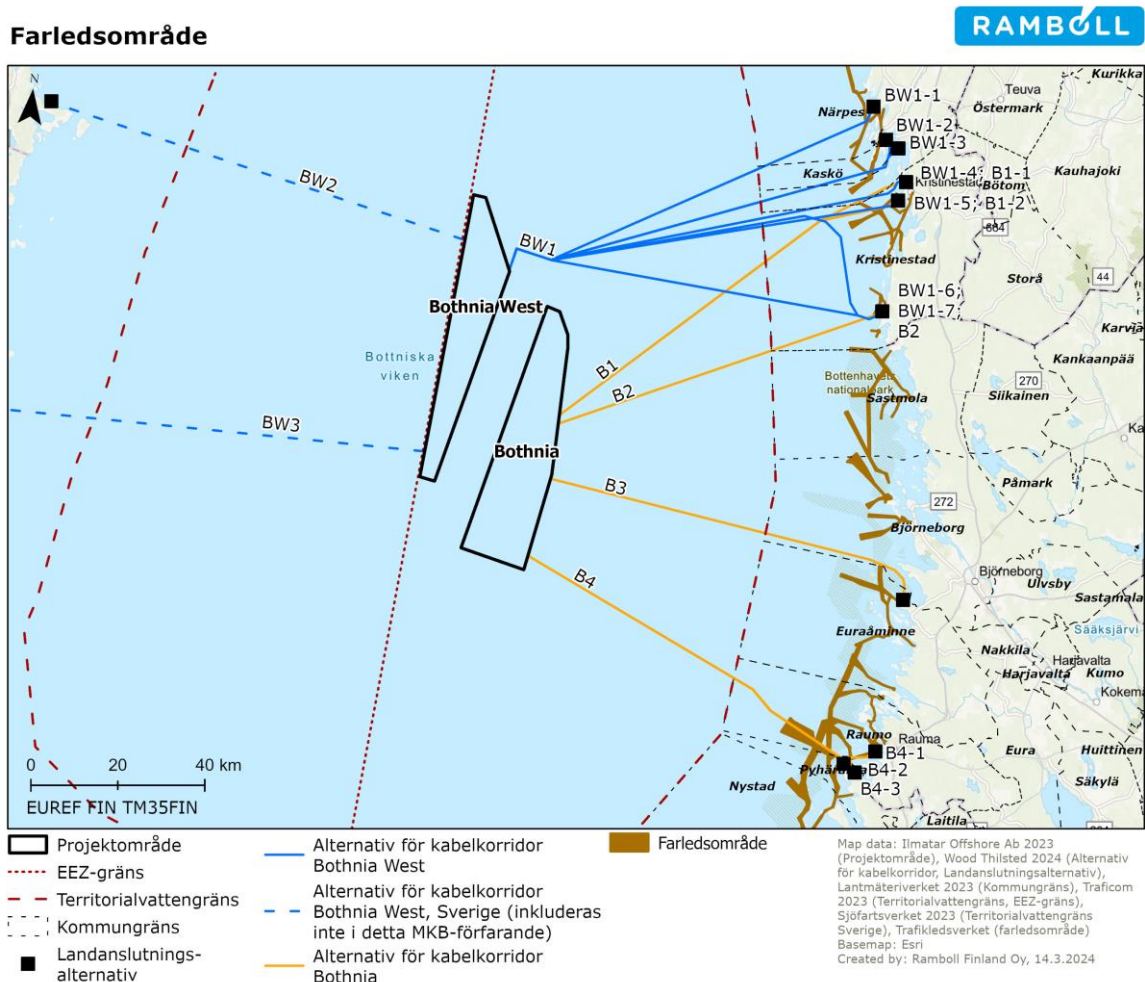 Farledsområde
RAMBOLL
N
Kurikka
Teuva
Östermark
BW1-1
Närpes
BW1-2
BW1-3
BW2
Kaskö
BW1-4; B1-1
Kristinestad
Bötom
Kauhajoki
BW1-5; B1-2
664
BW1
Kristinestad
Storå
44
Bothnia West
BW1-6;
BW1-7;
B2
Karvia
Bottniska
viken
B1
B2
Kankaanpää
Bottenhavets
nationalpark
270
Sastmola
Siikainen
BW3
Bothnia
B3
Påmark
272
Björneborg
B4
Björneborg
Ulvsby
Sastamala
Euraåminne
Sääksjärvi
Nakkila
Harjavalta
Harjavalta
Kumo
Kokemä
Raumo
Rauma
B4-1
Eura
Huittinen
0 20 40 km
Nystad
B4-2
B4-3
Säkylä
EUREF FIN TM35FIN
Laitila
Projektområde
EEZ-gräns
Territorialvattengräns
Kommungräns
Landanslutnings-
alternativ
Alternativ för kabelkorridor
Bothnia West
Alternativ för kabelkorridor
Bothnia West, Sverige (inkluderas
inte i detta MKB-förfarande)
Alternativ för kabelkorridor
Bothnia
Farledsområde
Map data: Ilmatar Offshore Ab 2023
(Projektområde), Wood Thilsted 2024 (Alternativ
för kabelkorridor, Landanslutningsalternativ),
Lantmäteriverket 2023 (Kommungräns), Traficom
2023 (Territorialvattengräns, EEZ-gräns),
Sjöfartsverket 2023 (Territorialvattengräns
Sverige), Trafikledsverket (farledsområde)
Basemap: Esri
Created by: Ramboll Finland Oy, 14.3.2024